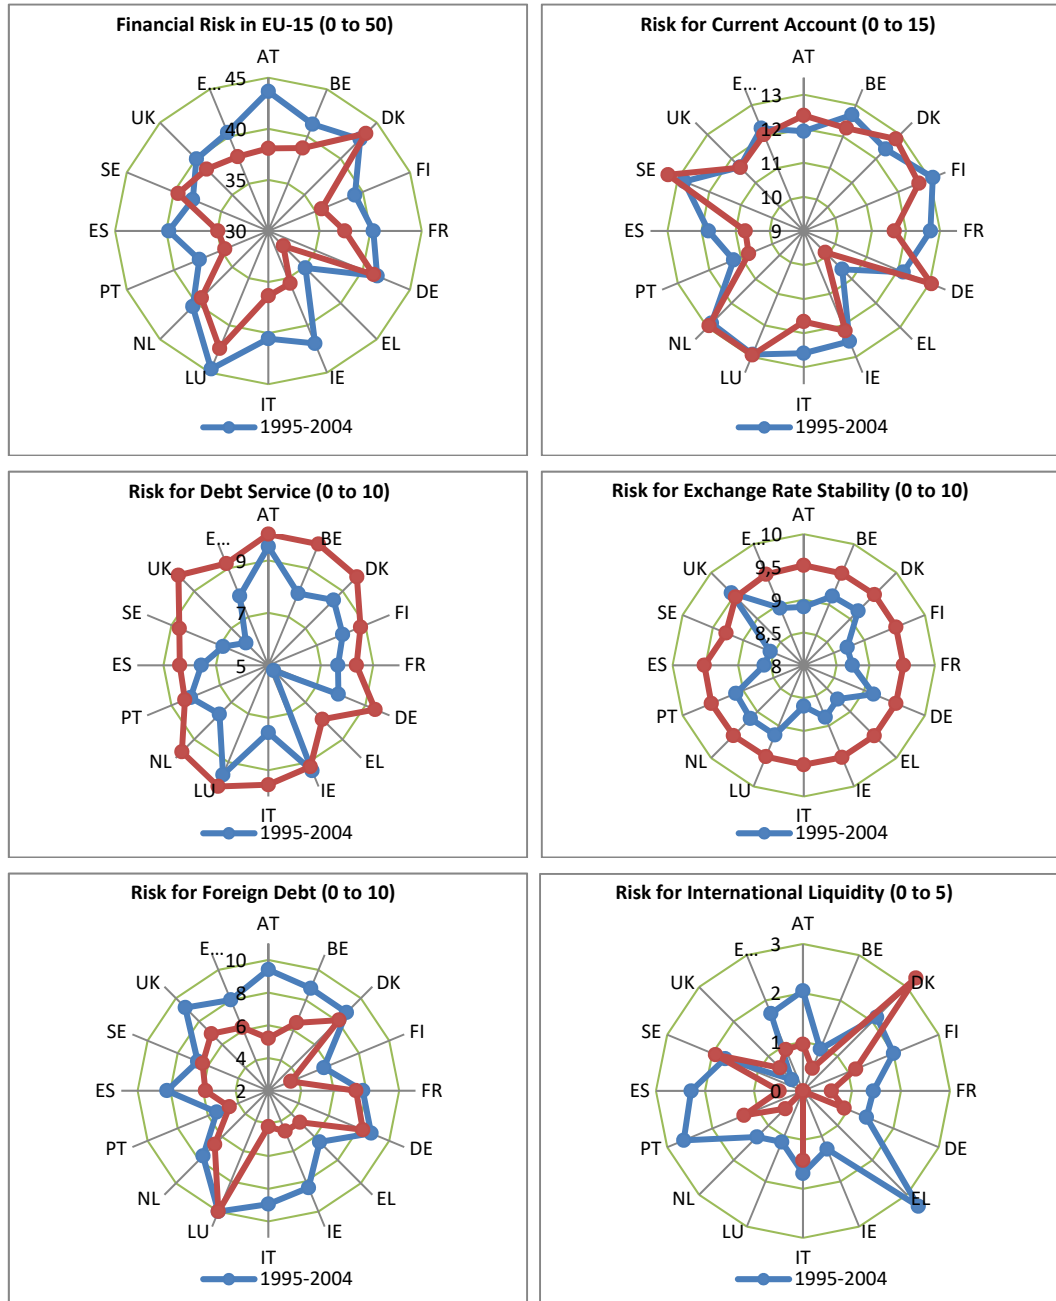 Financial Risk in EU-15 (0 to 50)
AT
BE
DK
FI
FR
DE
EL
IE
IT
LU
NL
PT
ES
SE
UK
E...
45
40
35
30
1995-2004
Risk for Current Account (0 to 15)
AT
BE
DK
FI
FR
DE
EL
IE
IT
LU
NL
PT
ES
SE
UK
E...
13
12
11
10
9
1995-2004
Risk for Debt Service (0 to 10)
AT
BE
DK
FI
FR
DE
EL
IE
IT
LU
NL
PT
ES
SE
UK
E...
9
7
5
1995-2004
Risk for Exchange Rate Stability (0 to 10)
AT
BE
DK
FI
FR
DE
EL
IE
IT
LU
NL
PT
ES
SE
UK
E...
10
9,5
9
8,5
8
1995-2004
Risk for Foreign Debt (0 to 10)
AT
BE
DK
FI
FR
DE
EL
IE
IT
LU
NL
PT
ES
SE
UK
E...
10
8
6
4
2
1995-2004
Risk for International Liquidity (0 to 5)
AT
BE
DK
FI
FR
DE
EL
IE
IT
LU
NL
PT
ES
SE
UK
E...
3
2
1
0
1995-2004